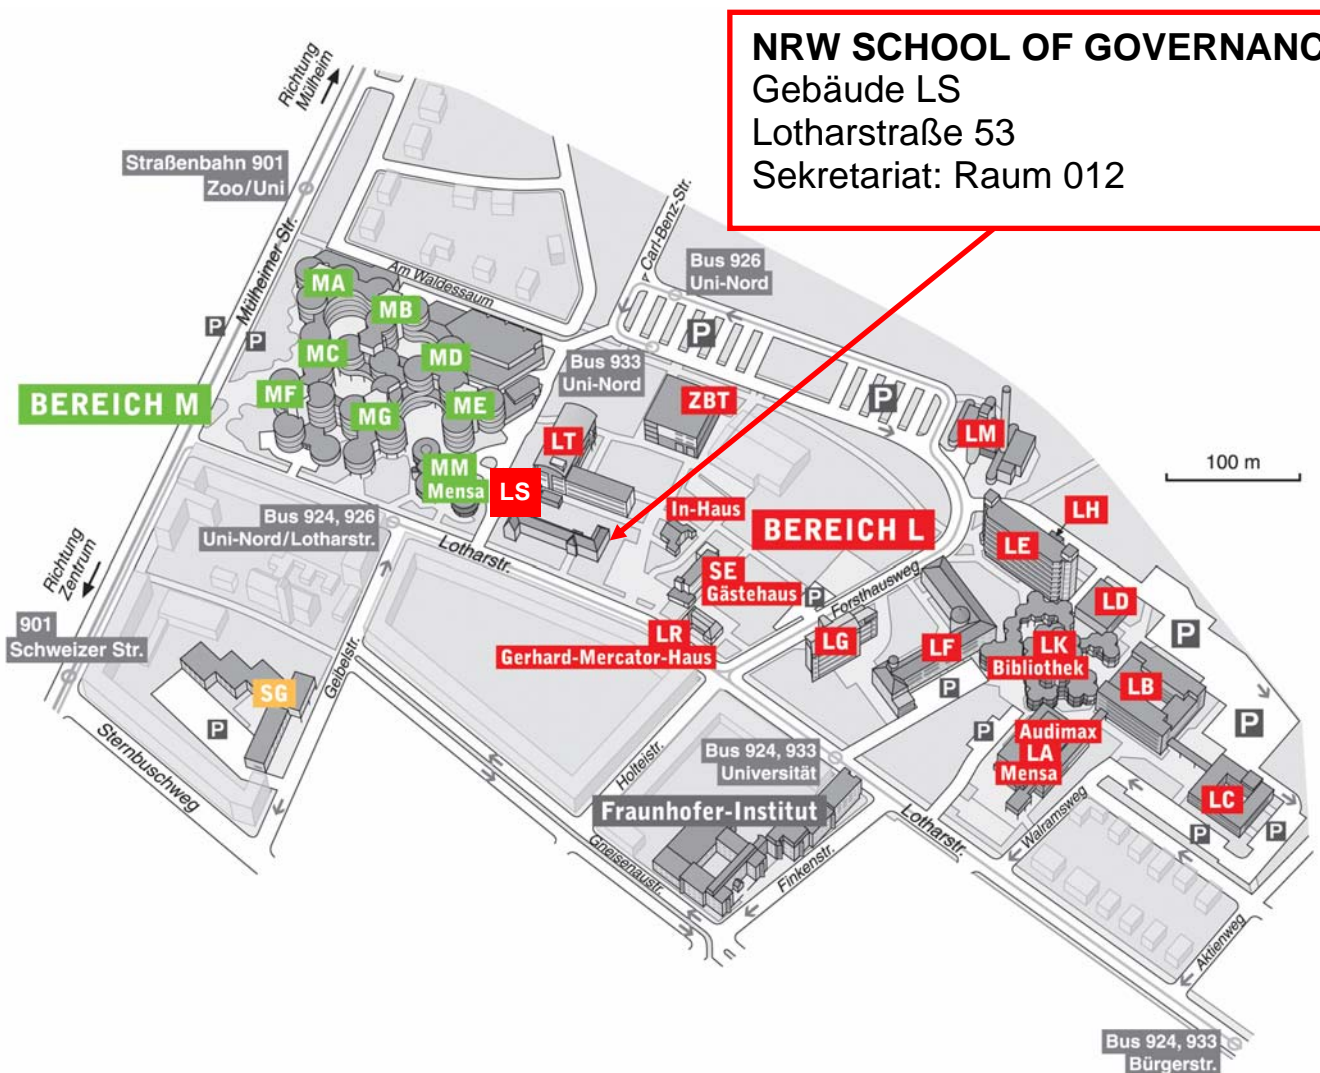 NRW SCHOOL OF GOVERNANC
Gebäude LS
Lotharstraße 53
Sekretariat: Raum 012
Richtung
Mülheim
Straßenbahn 901
Zoo/Uni
Mülheimer Str.
Carl-Benz-Str.
Bus 926
Uni-Nord
Am Waldessaum
MA
MB
P
P
P
MC
MD
Bus 933
Uni-Nord
BEREICH M
MF
MG
ME
ZBT
P
LT
LM
100 m
MM
Mensa
LS
In-Haus
BEREICH L
LH
LE
Bus 924, 926
Uni-Nord/Lotharstr.
Lotharstr.
Richtung
Zentrum
SE
Gästehaus
P
Forsthausweg
LD
901
Schweizer Str.
LR
Gerhard-Mercator-Haus
LG
LF
LK
Bibliothek
P
LB
SG
P
Geibelstr.
P
P
P
Audimax
LA
Mensa
Sternbuschweg
Holteistr.
Bus 924, 933
Universität
LC
Fraunhofer-Institut
Lotharstr.
Walramsweg
P
P
Gneisenaustr.
Finkenstr.
Aktienweg
Bus 924, 933
Bürgerstr.